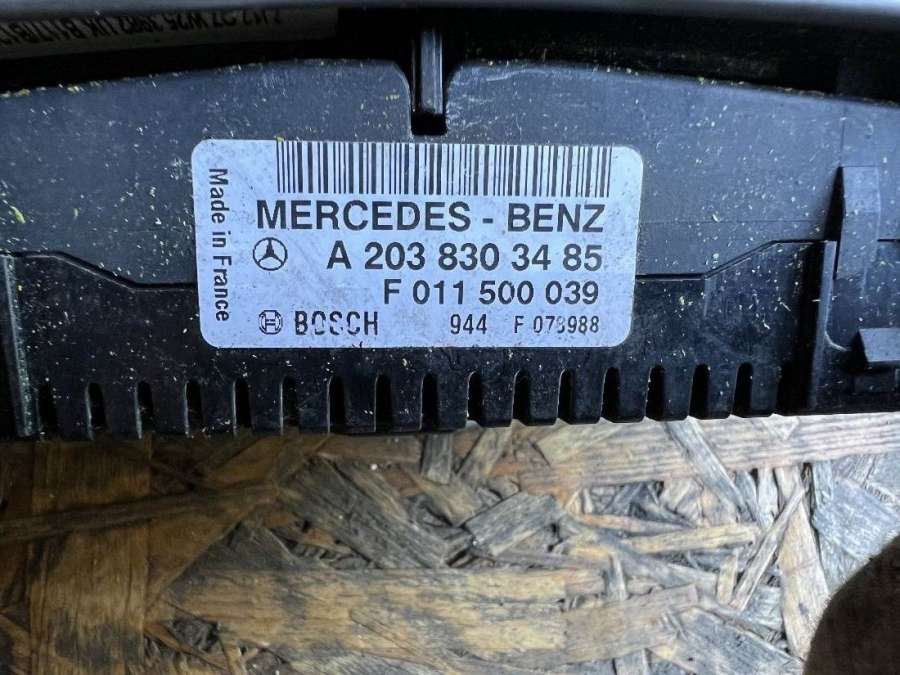 Made in France
MERCEDES - BENZ
A 203 830 34 85
F 011 500 039
BOSCH 944 F 078988